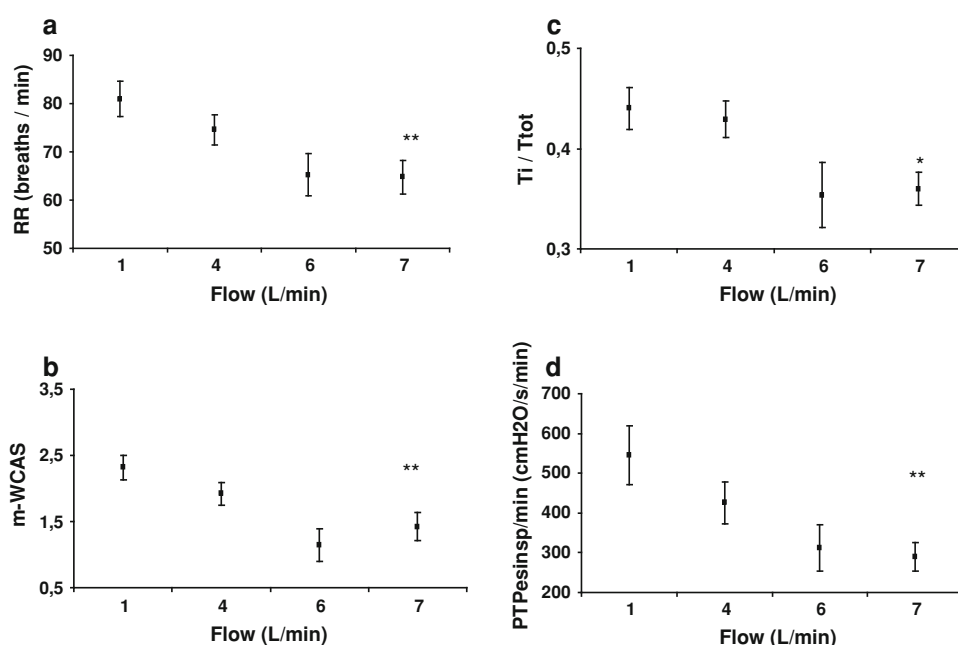 a
RR (breaths / min)
90
80
70
60
50
**
1 4 6 7
Flow (L/min)
c
Ti / Ttot
0,5
0,4
0,3
*
1 4 6 7
Flow (L/min)
b
m-WCAS
3,5
2,5
1,5
0,5
**
1 4 6 7
Flow (L/min)
d
PTPesinsp/min (cmH2O/s/min)
700
600
500
400
300
200
**
1 4 6 7
Flow (L/min)